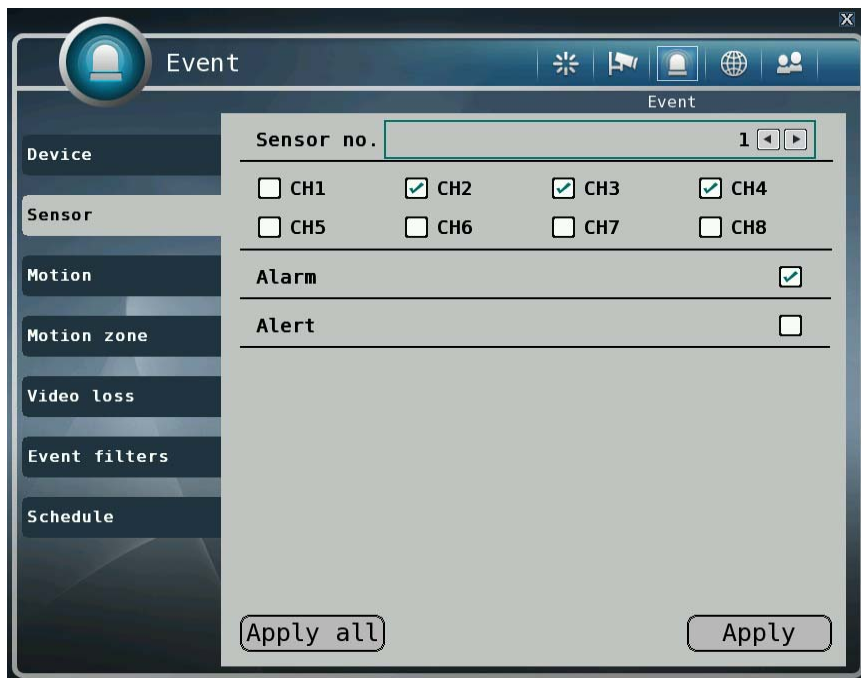 X
Event
Event
Device
Sensor
Motion
Motion zone
Video loss
Event filters
Schedule
Sensor no. 1
CH1 CH2 CH3 CH4
CH5 CH6 CH7 CH8
Alarm
Alert
Apply all Apply